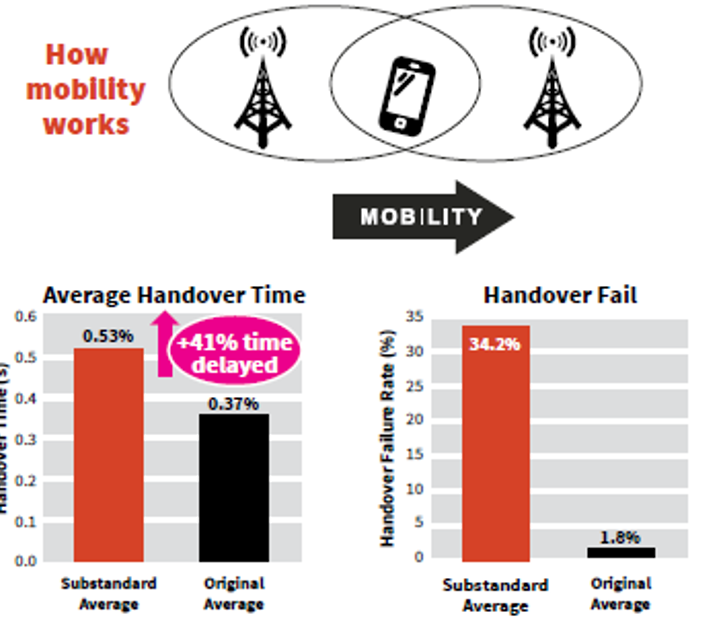 How
mobility
works
MOBILITY
Average Handover Time
0.6
0.5
0.4
0.3
0.2
0.1
0.0
0.53%
+41% time
delayed
0.37%
Substandard
Average
Original
Average
Handover Fail
Handover Failure Rate (%)
35
30
25
20
15
10
5
0
34.2%
1.8%
Substandard
Average
Original
Average